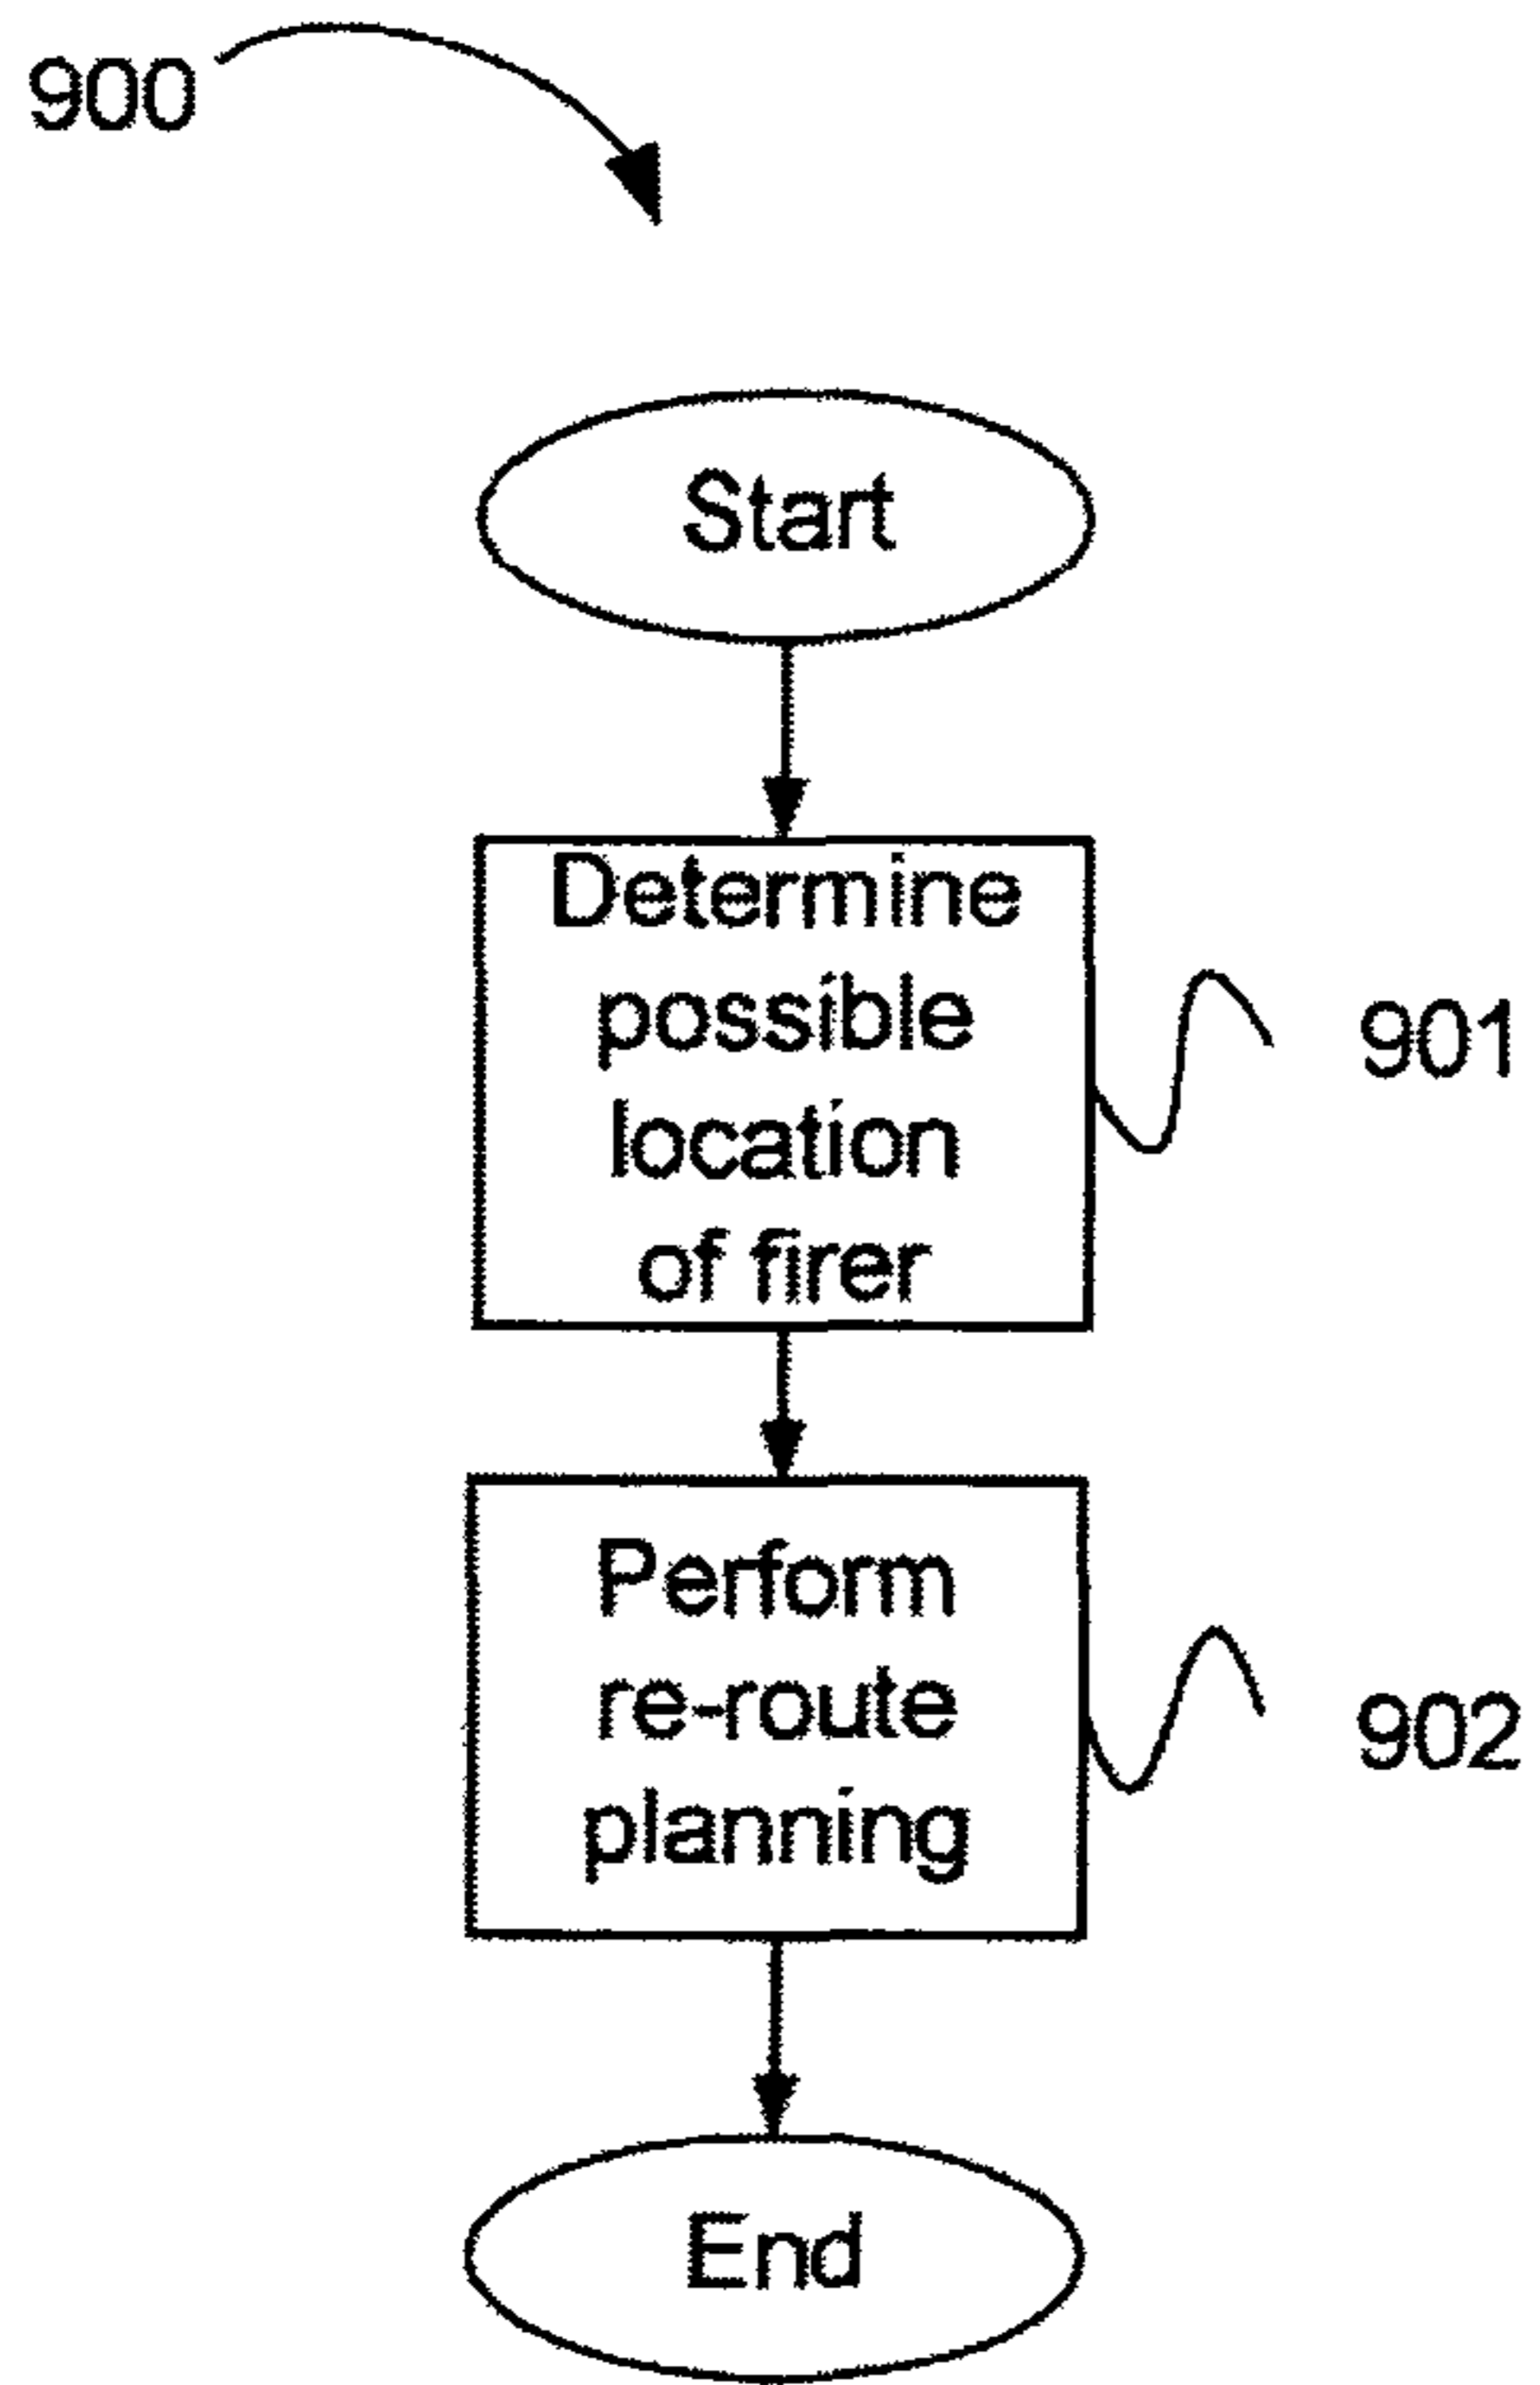 900
Start
Determine
possible
location
of firer
901
Perform
re-route
planning
902
End